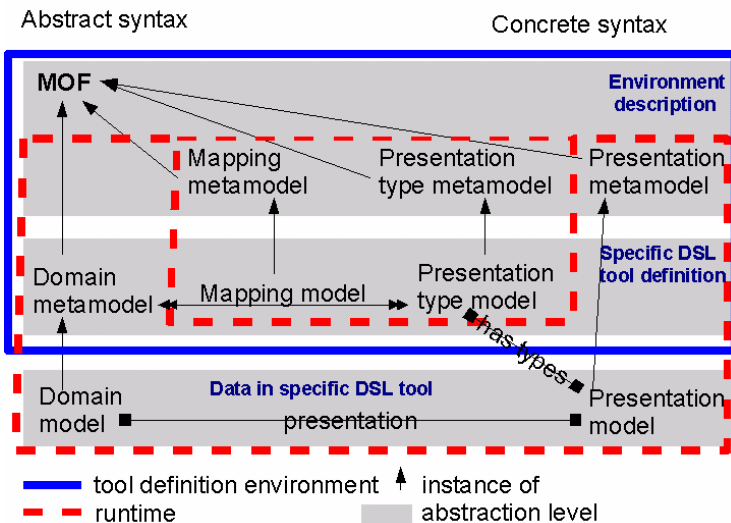 Abstract syntax
Concrete syntax
MOF
Environment
description
Mapping
metamodel
Presentation
type metamodel
Presentation
metamodel
Specific DSL
tool definition
Domain
metamodel
Mapping model
Presentation
type model
has types
Data in specific DSL tool
Domain
model
presentation
Presentation
model
tool definition environment
instance of
runtime
abstraction level